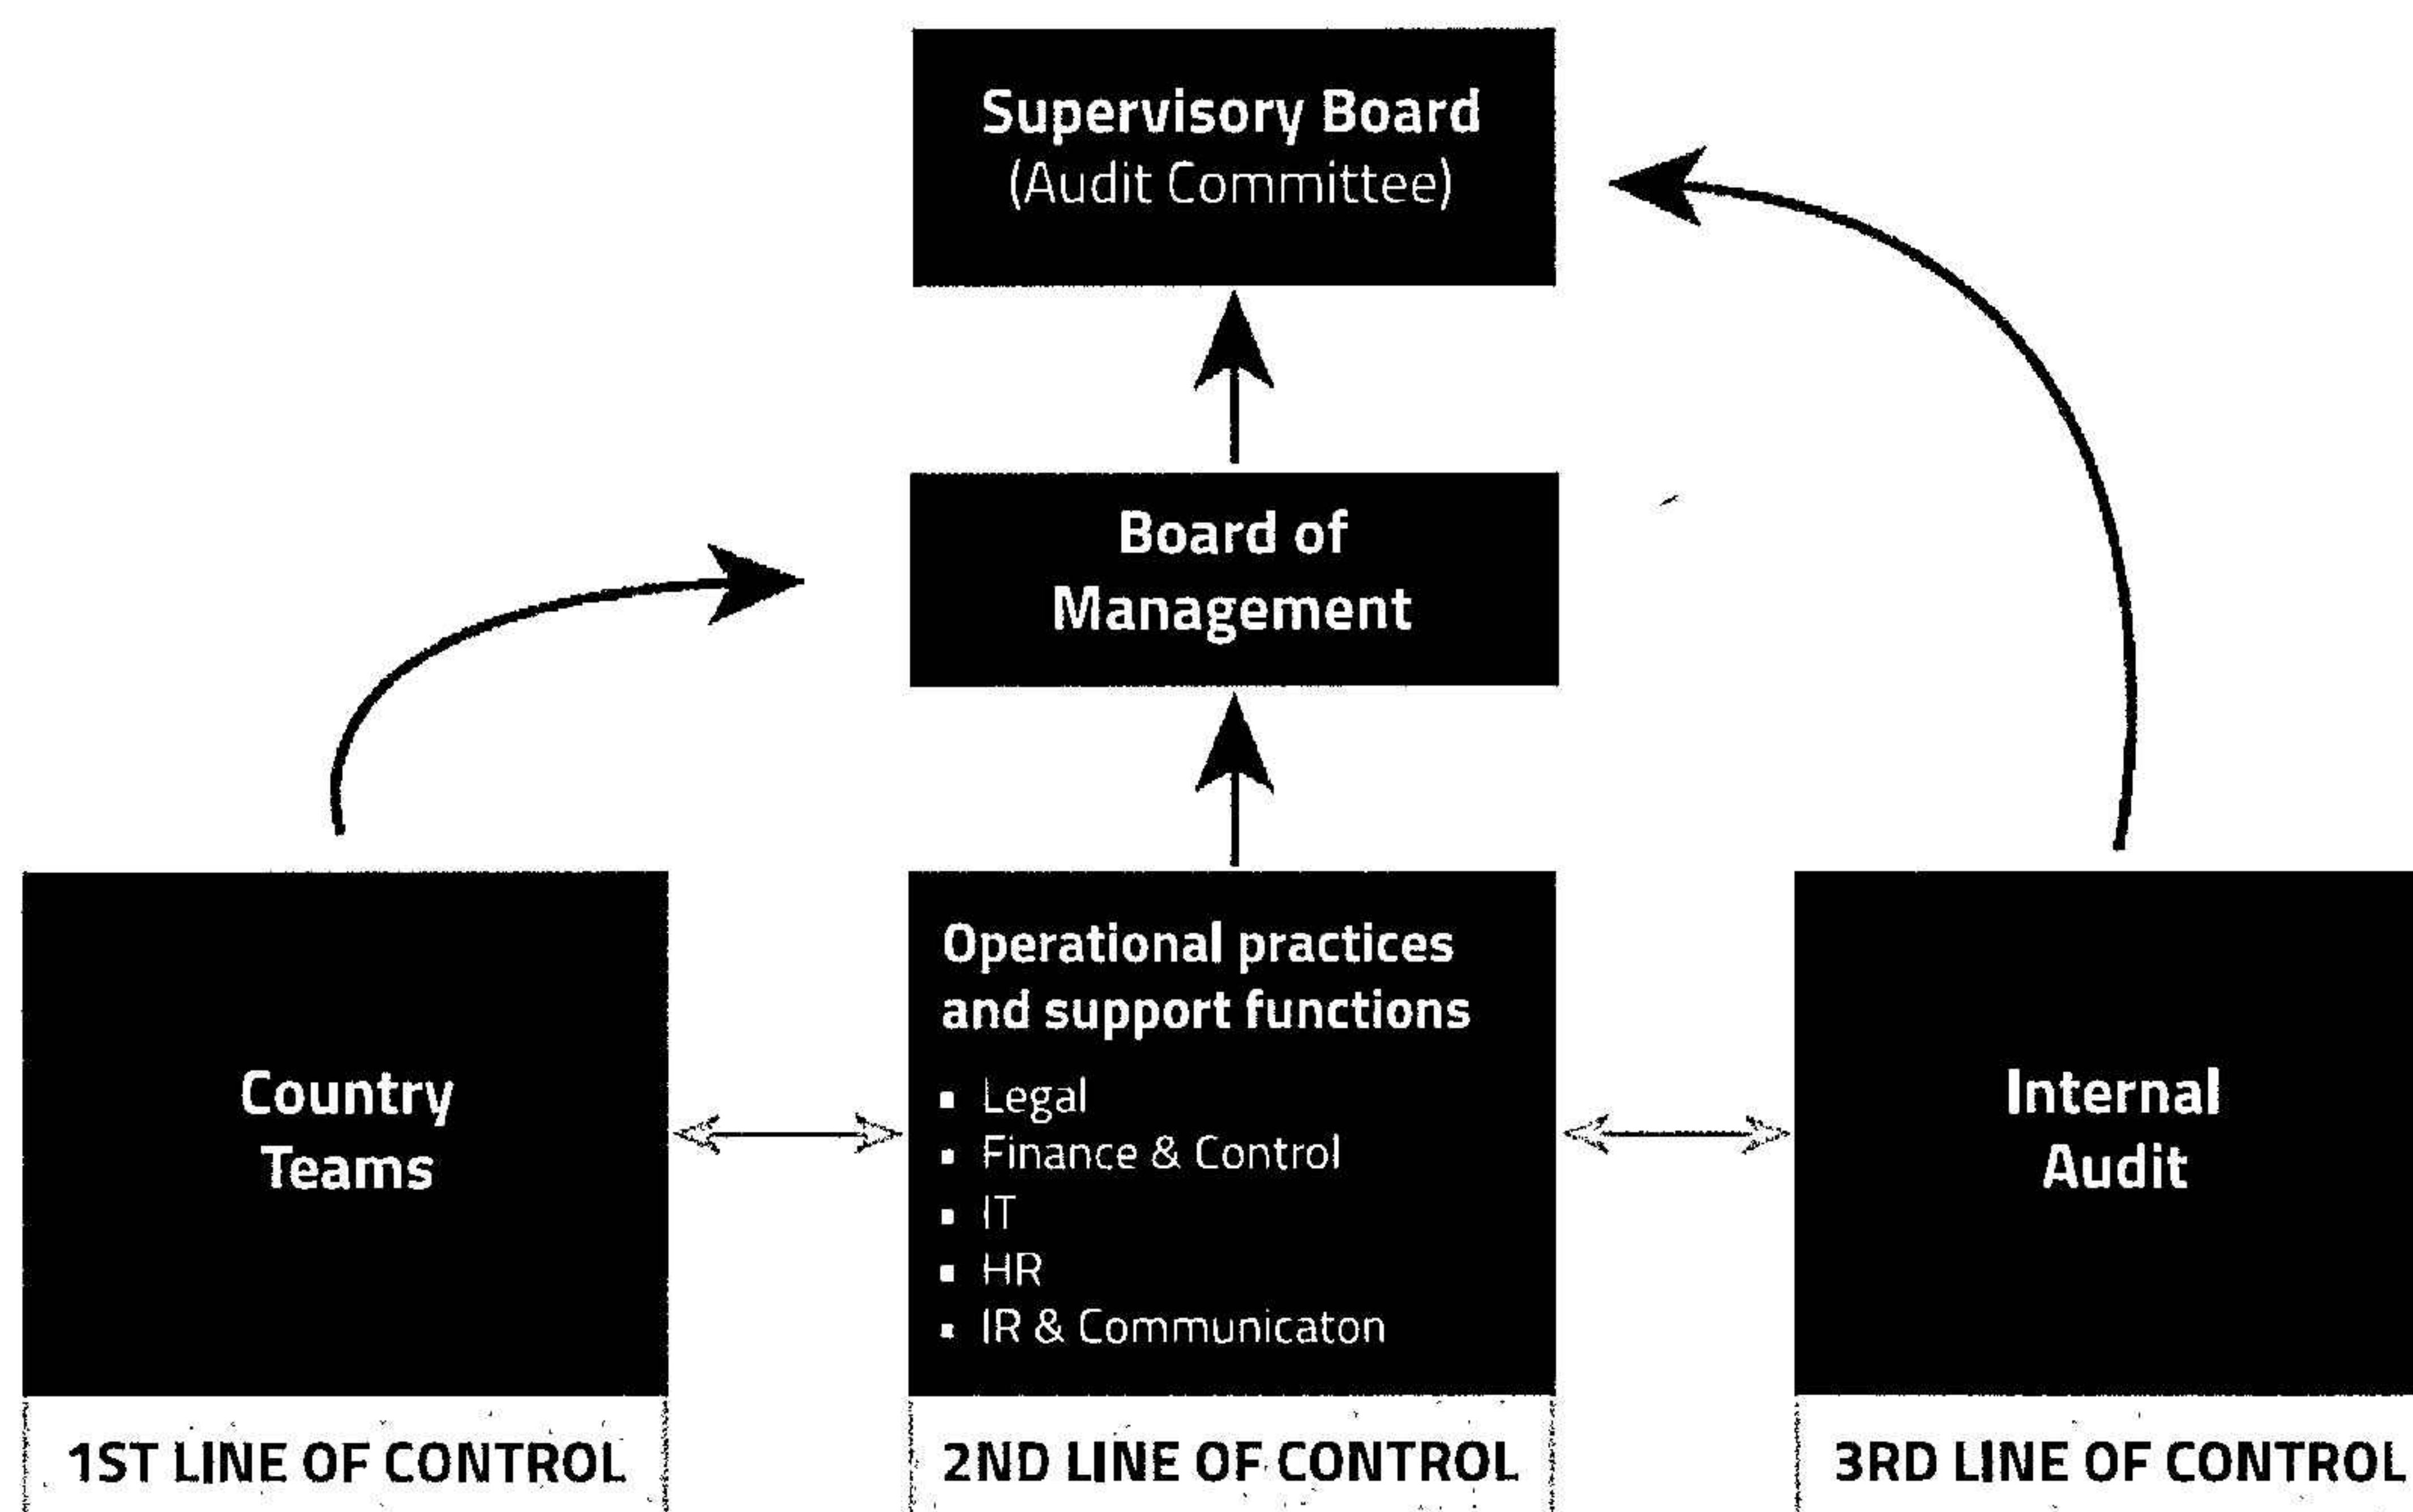 Supervisory Board
(Audit Committee)
Board of
Management
Country
Teams
Operational practices
and support functions
▪ Legal
▪ Finance & Control
▪ IT
▪ HR
▪ IR & Communicaton
Internal
Audit
1ST LINE OF CONTROL
2ND LINE OF CONTROL
3RD LINE OF CONTROL